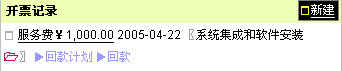 开票记录 新建
服务费￥1,000.00 2005-04-22 〖系统集成和软件安装
〗 回款计划 回款